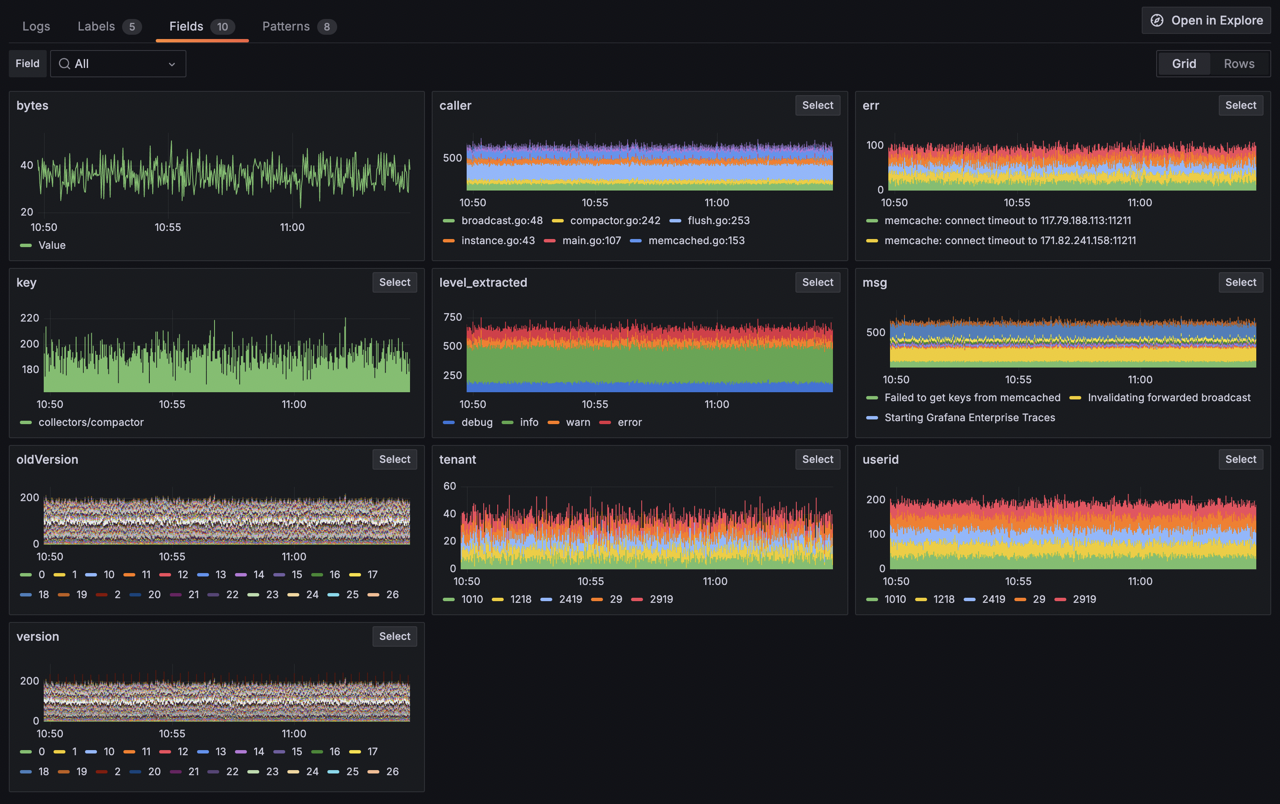 Logs Labels 5 Fields 10 Patterns 8 Open in Explore
Field All Grid Rows
bytes
40
20
10:50 10:55 11:00
Value
caller Select
500
10:50 10:55 11:00
broadcast.go:48 compactor.go:242 flush.go:253
instance.go:43 main.go:107 memcached.go:153
err Select
100
0
10:50 10:55 11:00
memcache: connect timeout to 117.79.188.113:11211
memcache: connect timeout to 171.82.241.158:11211
key Select
220
200
180
10:50 10:55 11:00
collectors/compactor
level_extracted Select
750
500
250
10:50 10:55 11:00
debug info warn error
msg Select
500
10:50 10:55 11:00
Failed to get keys from memcached Invalidating forwarded broadcast
Starting Grafana Enterprise Traces
oldVersion Select
200
0
10:50 10:55 11:00
0 1 10 11 12 13 14 15 16 17
18 19 2 20 21 22 23 24 25 26
tenant Select
60
40
20
0
10:50 10:55 11:00
1010 1218 2419 29 2919
userid Select
200
100
0
10:50 10:55 11:00
1010 1218 2419 29 2919
version Select
200
0
10:50 10:55 11:00
0 1 10 11 12 13 14 15 16 17
18 19 2 20 21 22 23 24 25 26